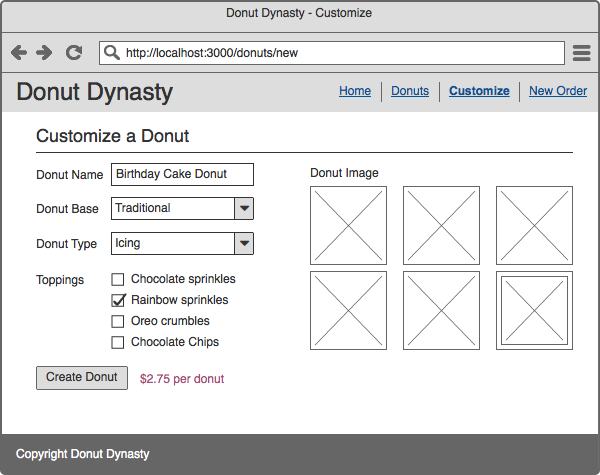 Donut Dynasty - Customize
http://localhost:3000/donuts/new
Donut Dynasty
Home
Donuts
Customize
New Order
Customize a Donut
Donut Name
Birthday Cake Donut
Donut Base
Traditional
Donut Type
Icing
Toppings
Chocolate sprinkles
Rainbow sprinkles
Oreo crumbles
Chocolate Chips
Donut Image
Create Donut
$2.75 per donut
Copyright Donut Dynasty